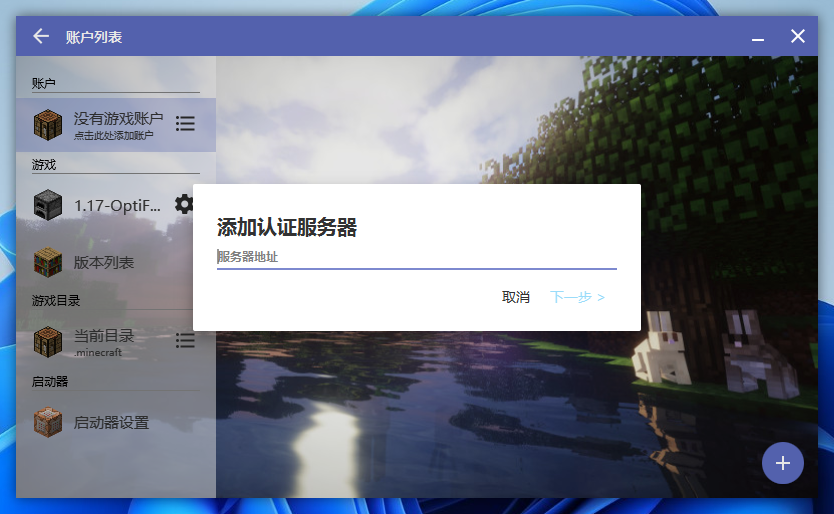 账户列表
账户
没有游戏账户
点击此处添加账户
游戏
1.17-OptiF...
版本列表
游戏目录
当前目录
.minecraft
启动器
启动器设置
添加认证服务器
服务器地址
取消
下一步 >